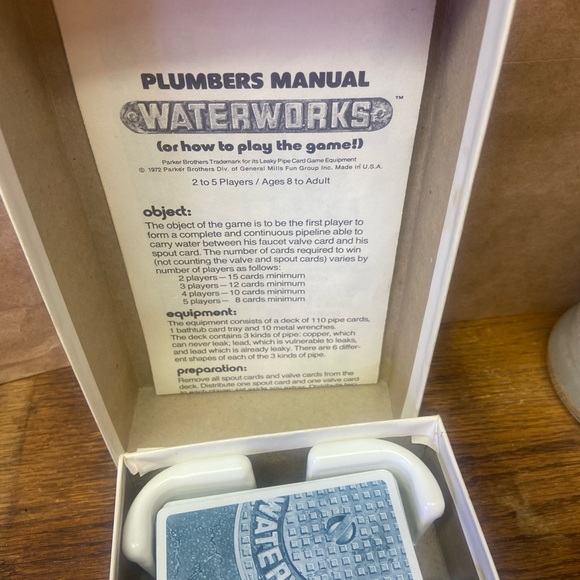 PLUMBERS MANUAL
WATERWORKS™
(or how to play the game!)
Parker Brothers Trademark for its Leaky Pipe Card Game Equipment
© 1972 Parker Brothers Div. of General Mills Fun Group Inc. Made in U.S.A.
2 to 5 Players / Ages 8 to Adult
object:
The object of the game is to be the first player to
form a complete and continuous pipeline able to
carry water between his faucet valve card and his
spout card. The number of cards required to win
(not counting the valve and spout cards) varies by
number of players as follows:
2 players — 15 cards minimum
3 players — 12 cards minimum
4 players — 10 cards minimum
5 players — 8 cards minimum
equipment:
The equipment consists of a deck of 110 pipe cards,
1 bathtub card tray and 10 metal wrenches.
The deck contains 3 kinds of pipe: copper, which
can never leak; lead, which is vulnerable to leaks,
and lead which is already leaky. There are 6 differ-
ent shapes of each of the 3 kinds of pipe.
preparation:
Remove all spout cards and valve cards from the
deck. Distribute one spout card and one valve card
WATER